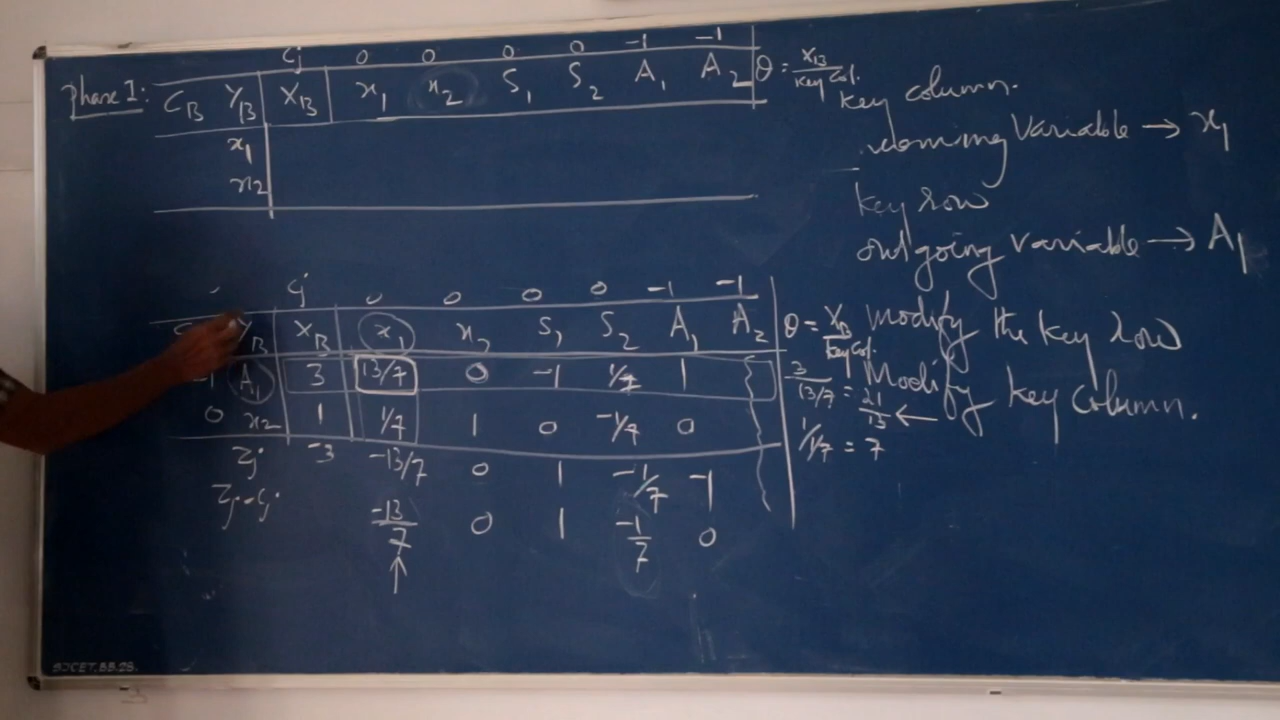 Cj 0 0 0 0 -1 -1
Phase I: CB YB XB x1 x2 S1 S2 A1 A2 θ = XB/Key Col.
x1
x2
Key column.
Variable → x1
Key row
outgoing variable → A1
Modify the key row
Modify Key Column.
Cj 0 0 0 0 -1 -1
YB XB x1 x2 S1 S2 A1 A2 θ = XB/Key Col.
-1 A1 3 13/7 0 -1 1/7 1 3/13/7 = 21/13 ←
0 x2 1 1/7 1 0 -1/7 0 1/1/7 = 7
Zj -3 -13/7 0 1 -1/7 -1
Zj-Cj -13/7 0 1 -1/7 0
↑
SJCET.BB.25.